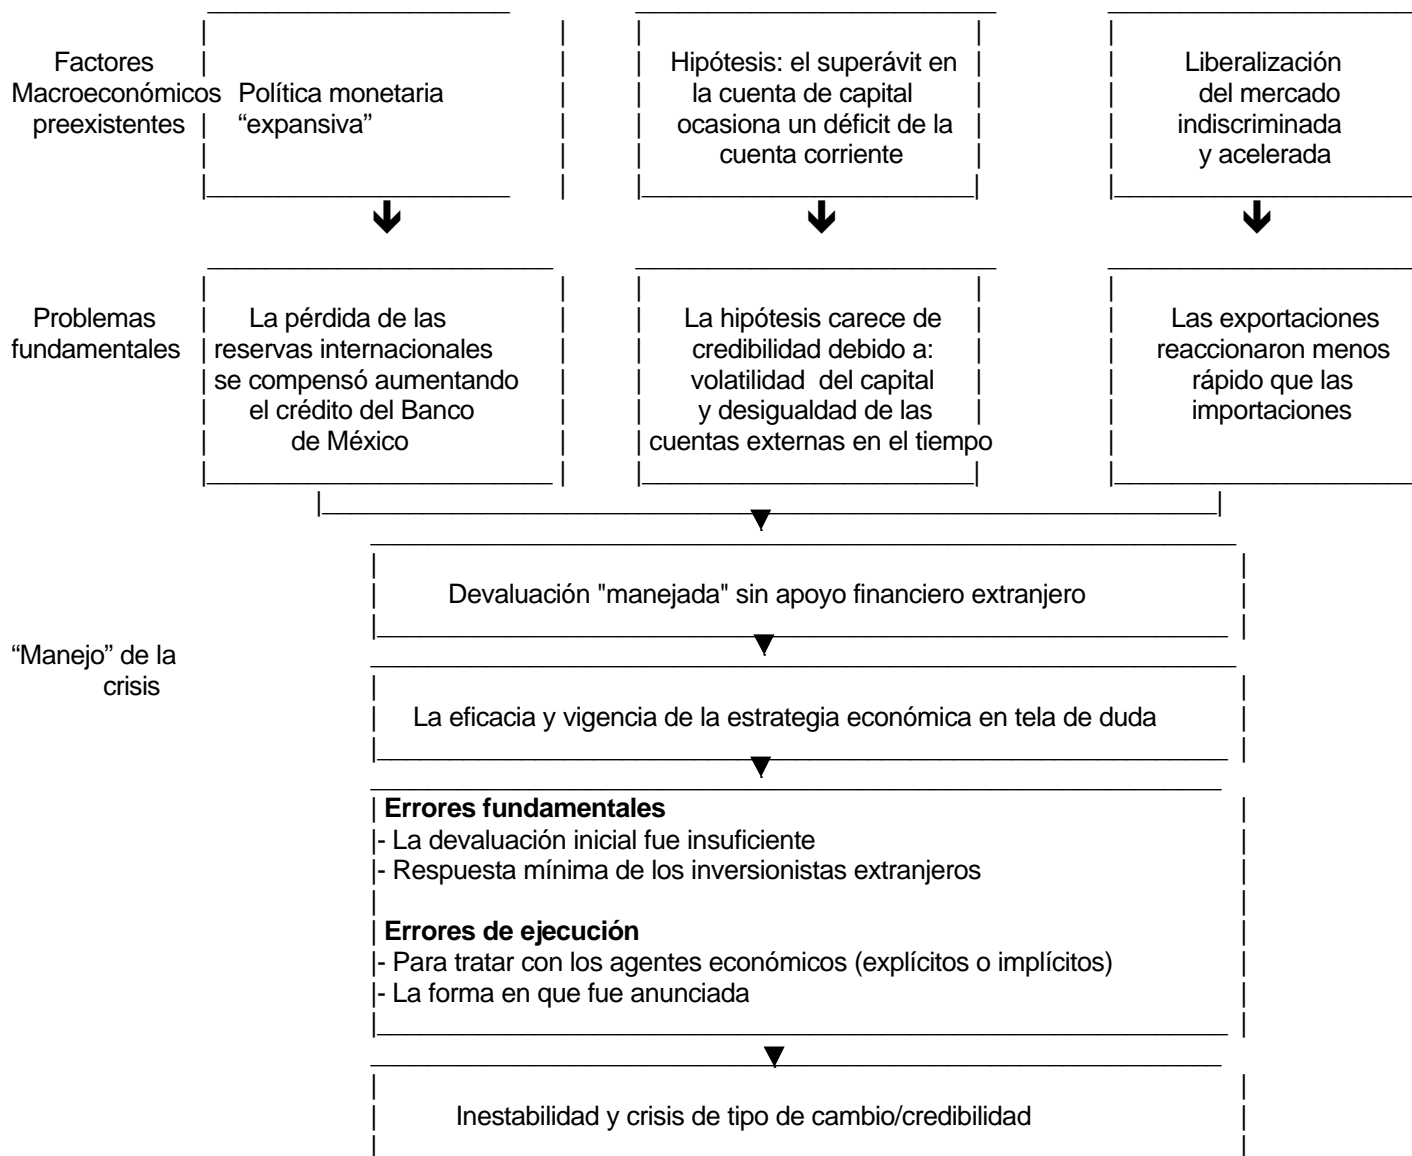 Factores
Macroeconómicos
preexistentes
Política monetaria
“expansiva”
Hipótesis: el superávit en
la cuenta de capital
ocasiona un déficit de la
cuenta corriente
Liberalización
del mercado
indiscriminada
y acelerada
Problemas
fundamentales
La pérdida de las
reservas internacionales
se compensó aumentando
el crédito del Banco
de México
La hipótesis carece de
credibilidad debido a:
volatilidad del capital
y desigualdad de las
cuentas externas en el tiempo
Las exportaciones
reaccionaron menos
rápido que las
importaciones
Devaluación "manejada" sin apoyo financiero extranjero
“Manejo” de la
crisis
La eficacia y vigencia de la estrategia económica en tela de duda
Errores fundamentales
- La devaluación inicial fue insuficiente
- Respuesta mínima de los inversionistas extranjeros
Errores de ejecución
- Para tratar con los agentes económicos (explícitos o implícitos)
- La forma en que fue anunciada
Inestabilidad y crisis de tipo de cambio/credibilidad